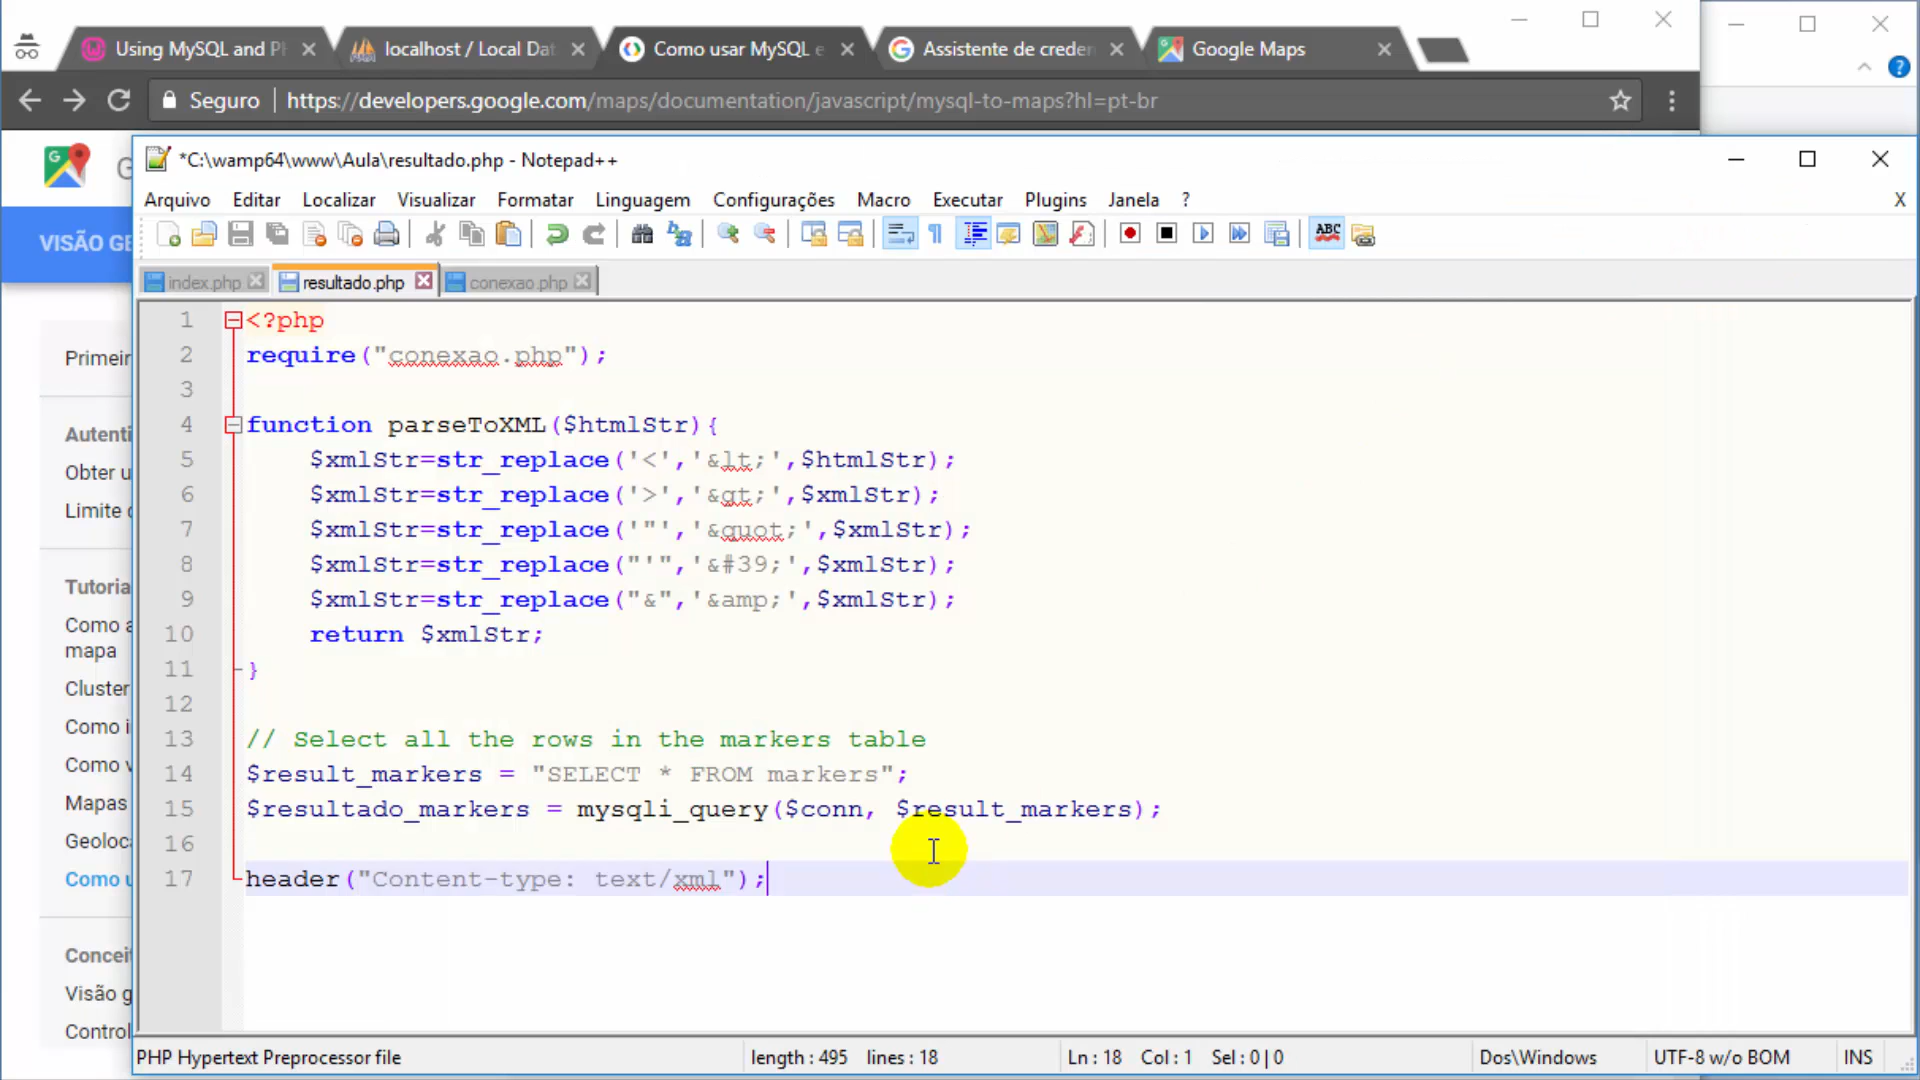 Using MySQL and P
localhost / Local Dat
Como usar MySQL e
Assistente de creder
Google Maps
Seguro
https://developers.google.com/maps/documentation/javascript/mysql-to-maps?hl=pt-br
G
VISÃO GE
*C:\wamp64\www\Aula\resultado.php - Notepad++
Arquivo Editar Localizar Visualizar Formatar Linguagem Configurações Macro Executar Plugins Janela ? X
ABC
index.php resultado.php conexao.php
Primeir
Autenti
Obter u
Limite
Tutoria
Como a
mapa
Cluster
Como i
Como v
Mapas
Geoloca
Como u
Concei
Visão g
Control
1 <?php
2 require("conexao.php");
3
4 function parseToXML($htmlStr){
5 $xmlStr=str_replace('<','&lt;',$htmlStr);
6 $xmlStr=str_replace('>','&gt;',$xmlStr);
7 $xmlStr=str_replace('"','&quot;',$xmlStr);
8 $xmlStr=str_replace("'",'&#39;',$xmlStr);
9 $xmlStr=str_replace("&",'&amp;',$xmlStr);
10 return $xmlStr;
11 }
12
13 // Select all the rows in the markers table
14 $result_markers = "SELECT * FROM markers";
15 $resultado_markers = mysqli_query($conn, $result_markers);
16
17 header("Content-type: text/xml");
PHP Hypertext Preprocessor file length : 495 lines : 18 Ln : 18 Col : 1 Sel : 0 | 0 Dos\Windows UTF-8 w/o BOM INS